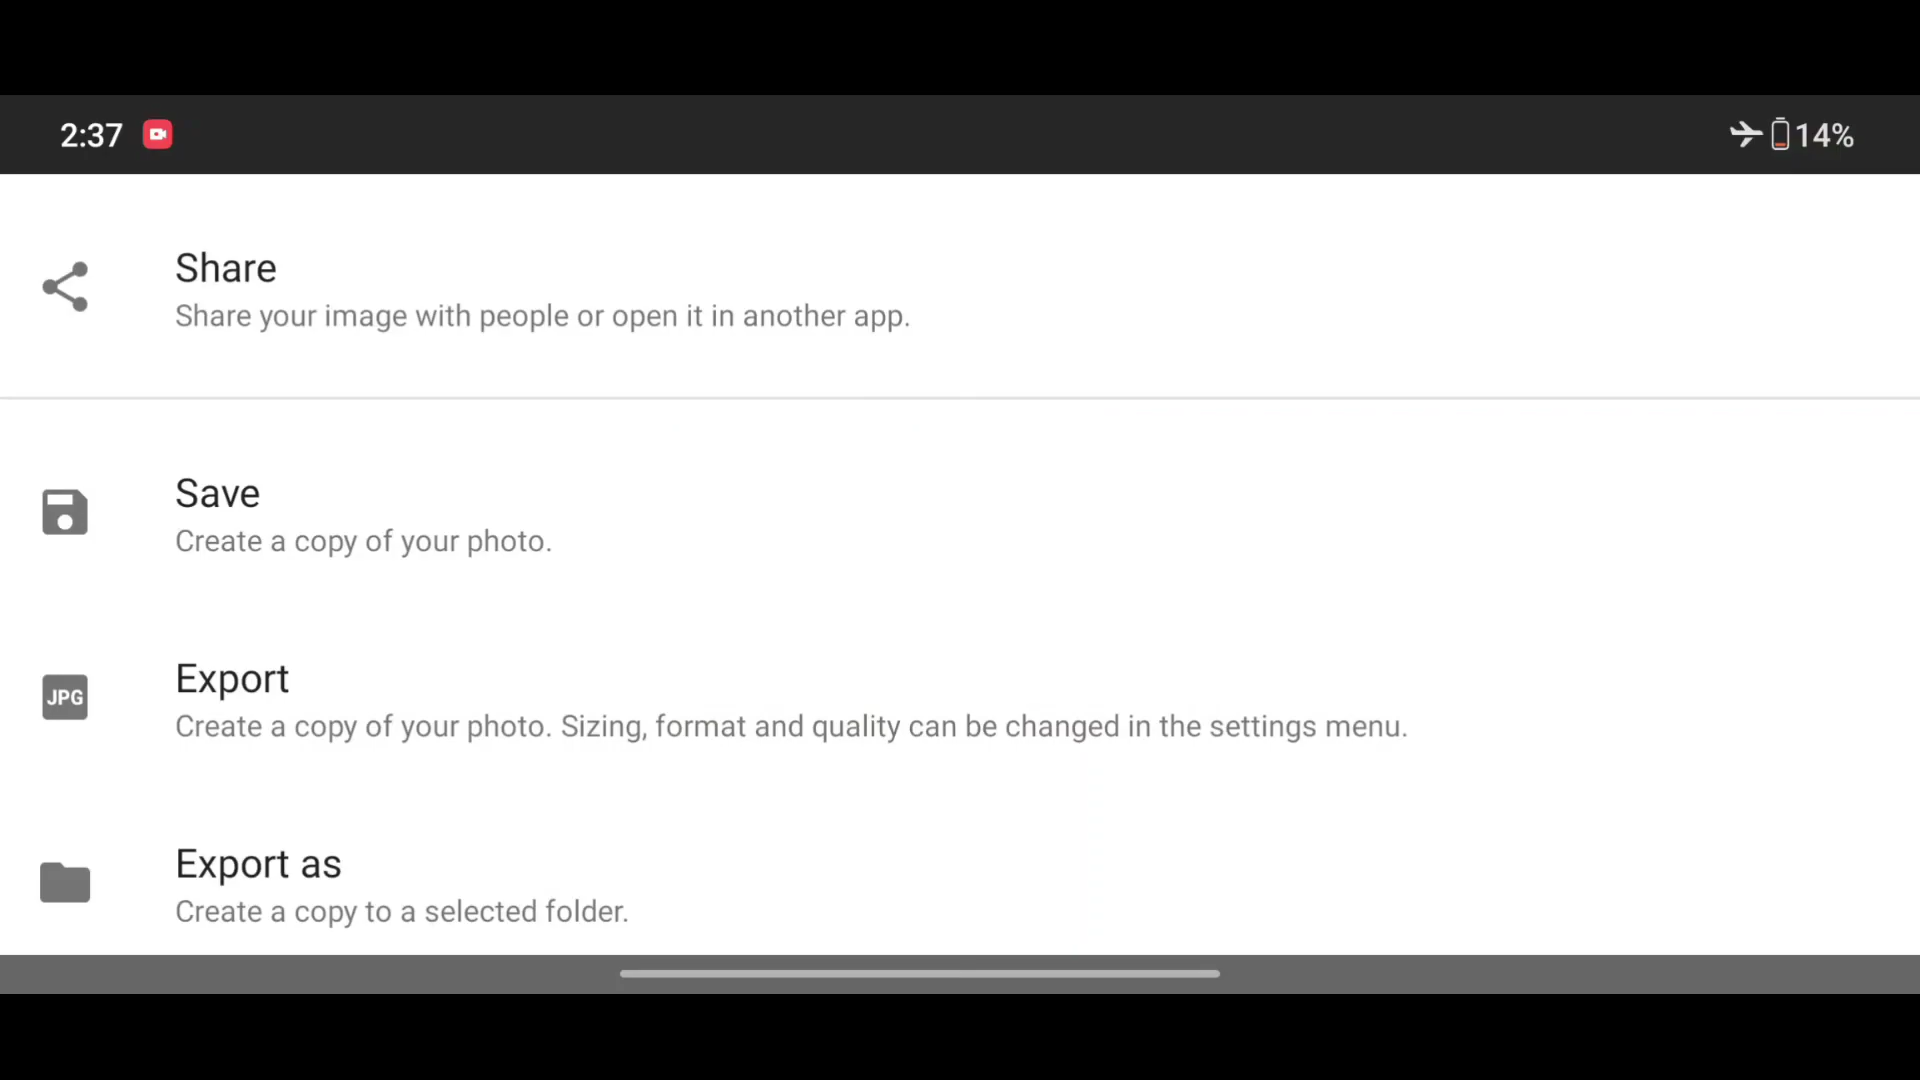 2:37
14%
Share
Share your image with people or open it in another app.
Save
Create a copy of your photo.
JPG
Export
Create a copy of your photo. Sizing, format and quality can be changed in the settings menu.
Export as
Create a copy to a selected folder.